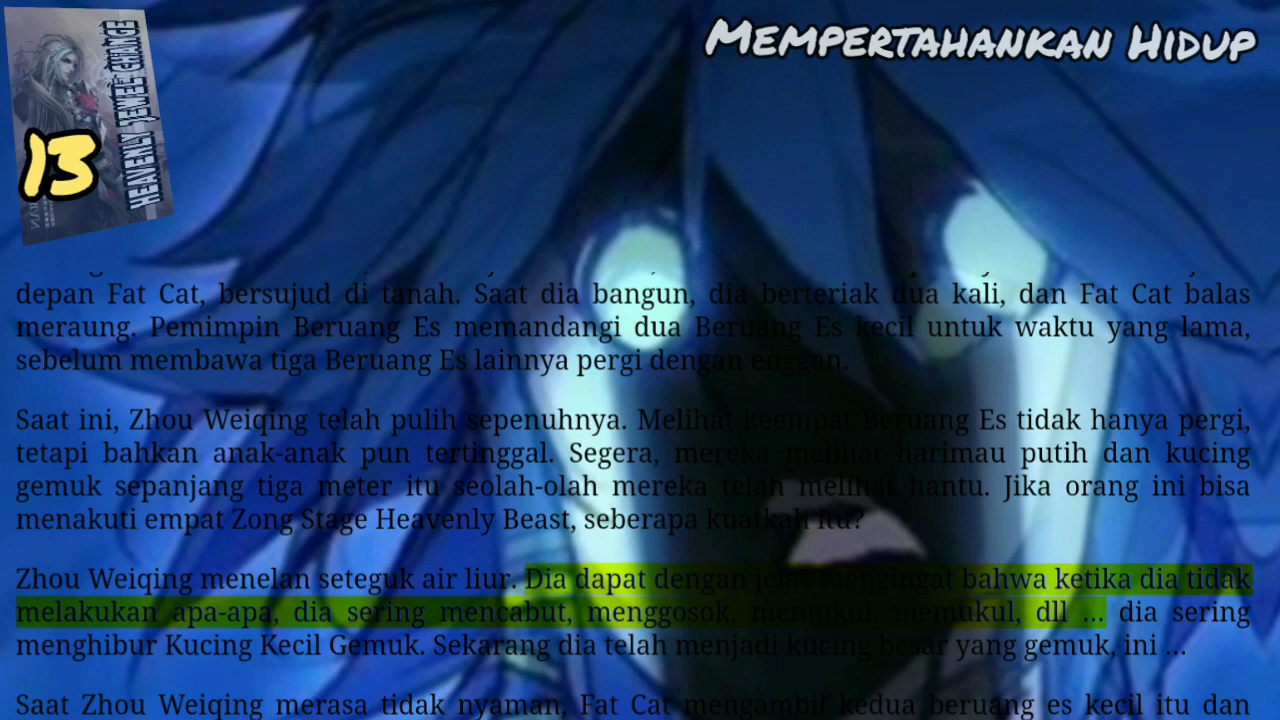 Mempertahankan Hidup
HEAVENLY JEWEL CHANGE
13
depan Fat Cat, bersujud di tanah. Saat dia bangun, dia berteriak dua kali, dan Fat Cat balas
meraung. Pemimpin Beruang Es memandangi dua Beruang Es kecil untuk waktu yang lama,
sebelum membawa tiga Beruang Es lainnya pergi dengan enggan.
Saat ini, Zhou Weiqing telah pulih sepenuhnya. Melihat keempat Beruang Es tidak hanya pergi,
tetapi bahkan anak-anak pun tertinggal. Segera, mereka melihat harimau putih dan kucing
gemuk sepanjang tiga meter itu seolah-olah mereka telah melihat hantu. Jika orang ini bisa
menakuti empat Zong Stage Heavenly Beast, seberapa kuatkah itu?
Zhou Weiqing menelan seteguk air liur. Dia dapat dengan jelas mengingat bahwa ketika dia tidak
melakukan apa-apa, dia sering mencabut, menggosok, memukul, memukul, dll ... dia sering
menghibur Kucing Kecil Gemuk. Sekarang dia telah menjadi kucing besar yang gemuk, ini ...
Saat Zhou Weiqing merasa tidak nyaman, Fat Cat mengambil kedua beruang es kecil itu dan